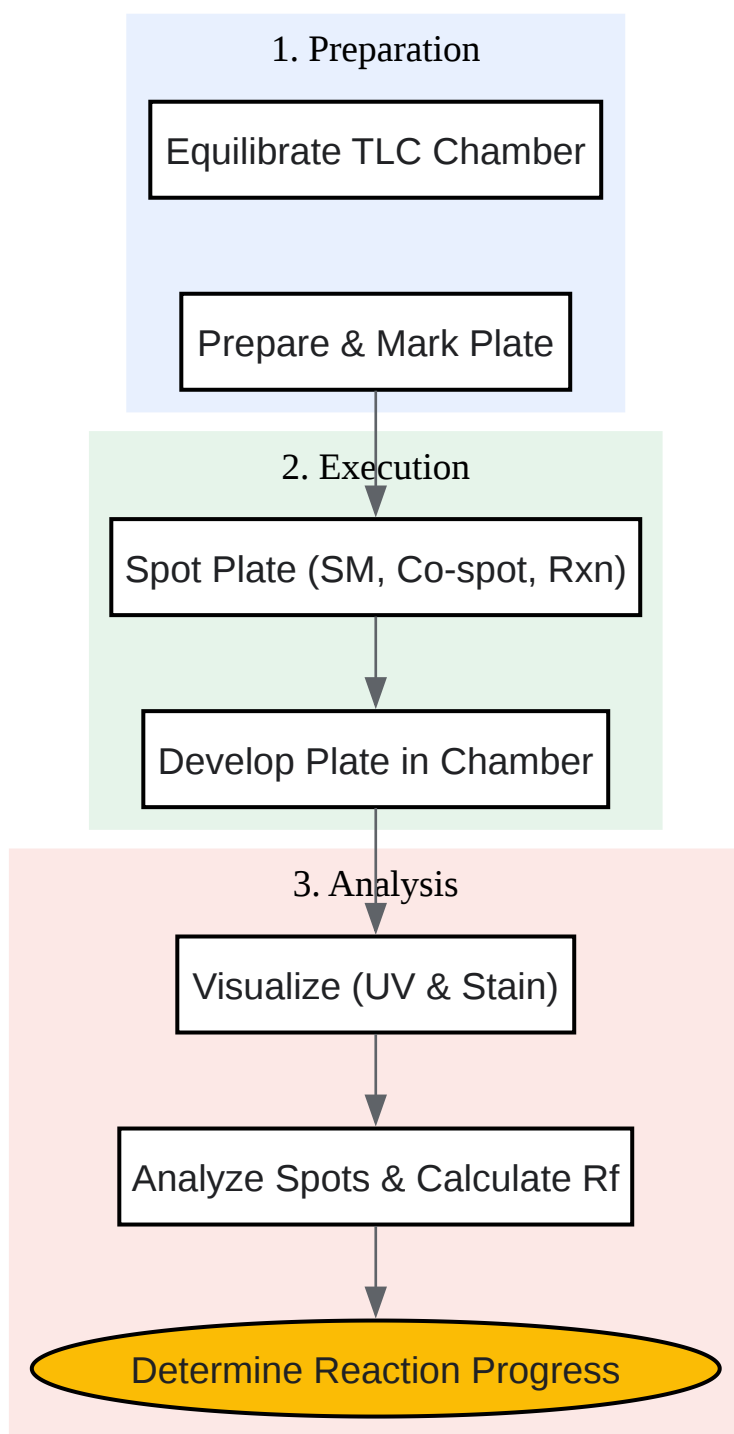 1. Preparation
Equilibrate TLC Chamber
Prepare & Mark Plate
2. Execution
Spot Plate (SM, Co-spot, Rxn)
Develop Plate in Chamber
3. Analysis
Visualize (UV & Stain)
Analyze Spots & Calculate Rf
Determine Reaction Progress